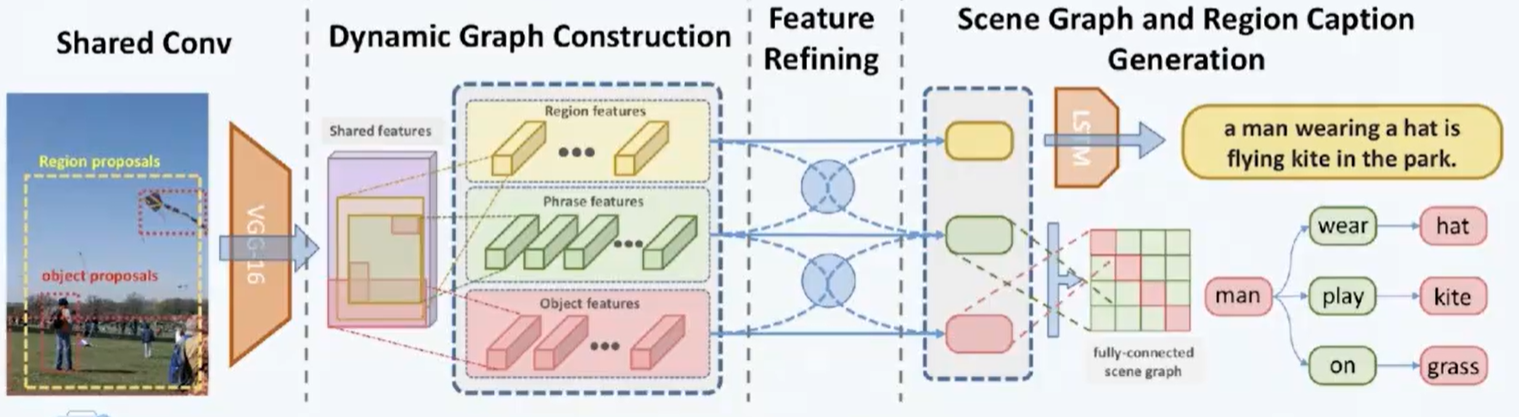 Shared Conv
Dynamic Graph Construction
Feature
Refining
Scene Graph and Region Caption
Generation
Region proposals
object proposals
VGG-16
Shared features
Region features
Phrase features
Object features
LSTM
a man wearing a hat is
flying kite in the park.
fully-connected
scene graph
man
wear
hat
play
kite
on
grass